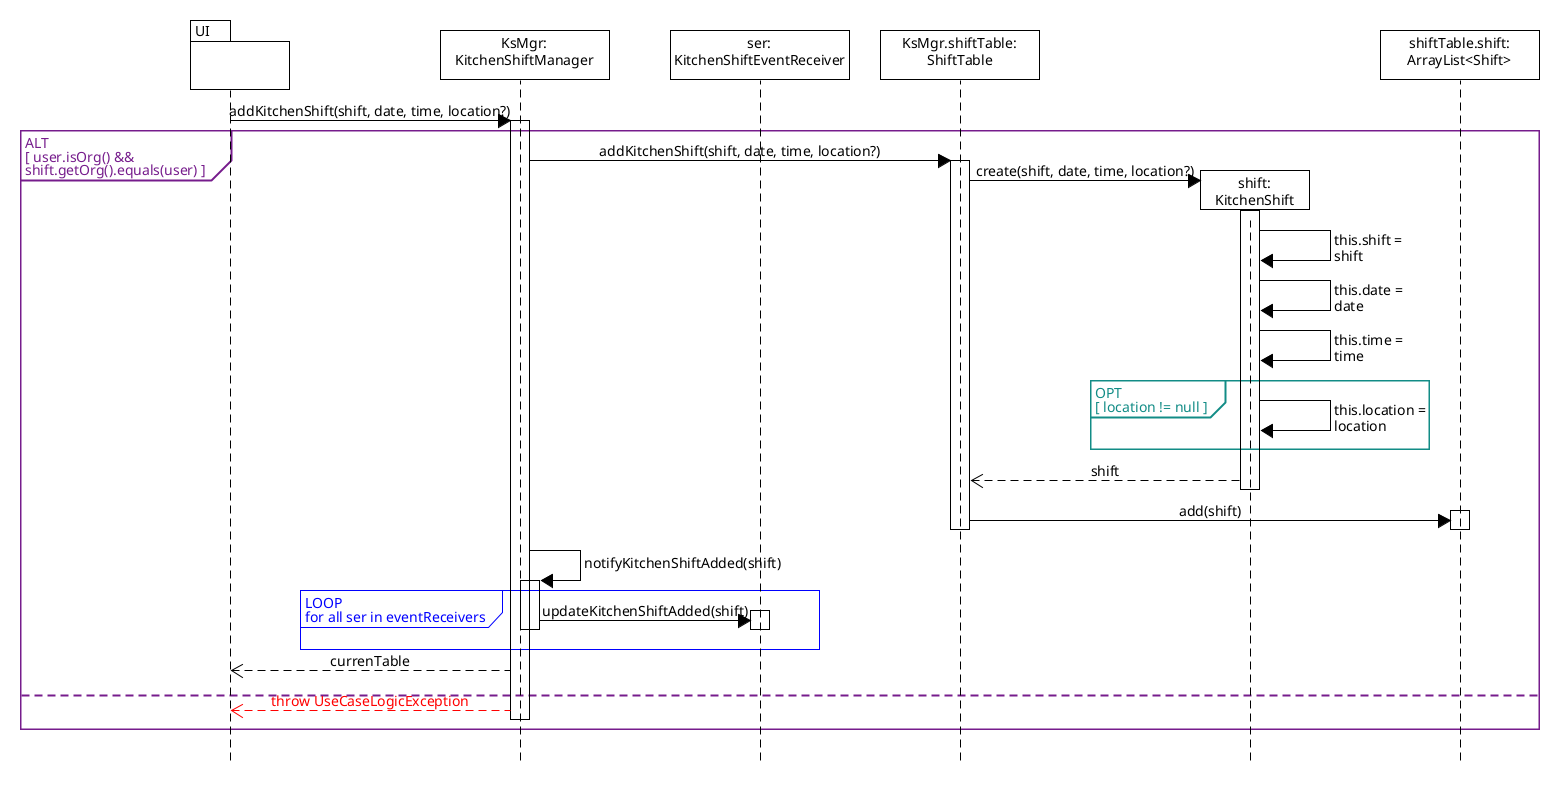 UI
KsMgr:
KitchenShiftManager
ser:
KitchenShiftEventReceiver
KsMgr.shiftTable:
ShiftTable
shiftTable.shift:
ArrayList<Shift>
addKitchenShift(shift, date, time, location?)
ALT
[ user.isOrg() &&
shift.getOrg().equals(user) ]
addKitchenShift(shift, date, time, location?)
create(shift, date, time, location?)
shift:
KitchenShift
this.shift =
shift
this.date =
date
this.time =
time
OPT
[ location != null ]
this.location =
location
shift
add(shift)
notifyKitchenShiftAdded(shift)
LOOP
for all ser in eventReceivers
updateKitchenShiftAdded(shift)
currenTable
throw UseCaseLogicException